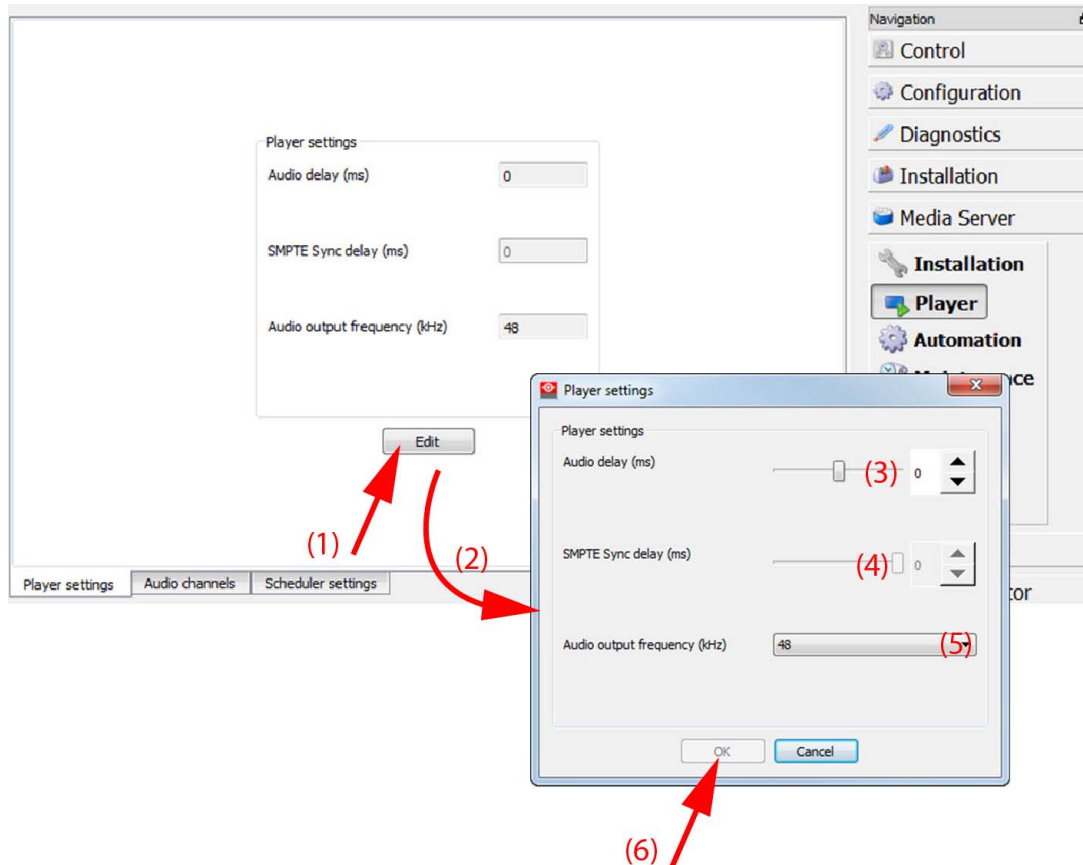 Navigation
Control
Configuration
Diagnostics
Installation
Media Server
Installation
Player
Automation
Player settings
Audio delay (ms)
0
SMPTE Sync delay (ms)
0
Audio output frequency (kHz)
48
Edit
(1)
(2)
Player settings
Audio channels
Scheduler settings
Player settings
Player settings
Audio delay (ms)
(3)
0
SMPTE Sync delay (ms)
(4)
0
Audio output frequency (kHz)
48
(5)
OK
Cancel
(6)